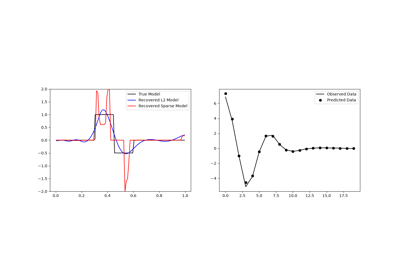 True Model
Recovered L2 Model
Recovered Sparse Model
2.0
1.5
1.0
0.5
0.0
−0.5
−1.0
−1.5
−2.0
0.0 0.2 0.4 0.6 0.8 1.0
Observed Data
Predicted Data
6
4
2
0
−2
−4
0.0 2.5 5.0 7.5 10.0 12.5 15.0 17.5